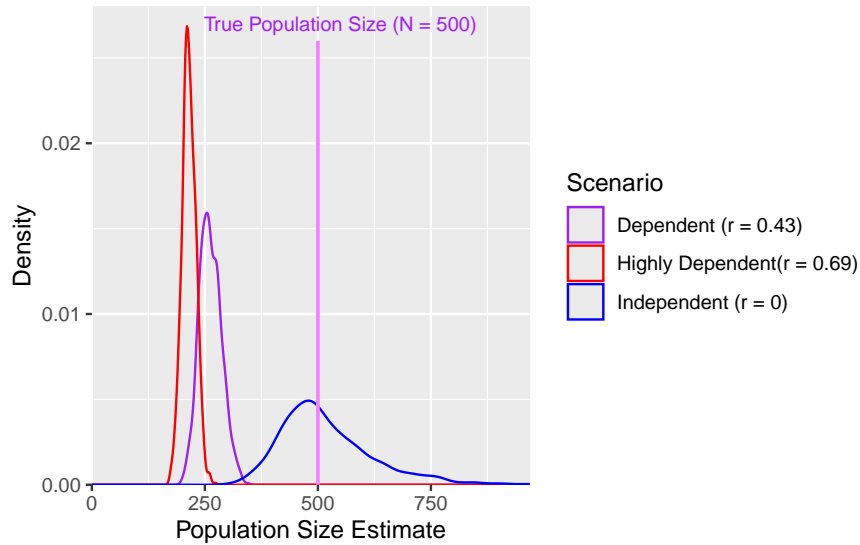 True Population Size (N = 500)
0.02
0.01
0.00
Density
0
250
500
750
Population Size Estimate
Scenario
Dependent (r = 0.43)
Highly Dependent(r = 0.69)
Independent (r = 0)